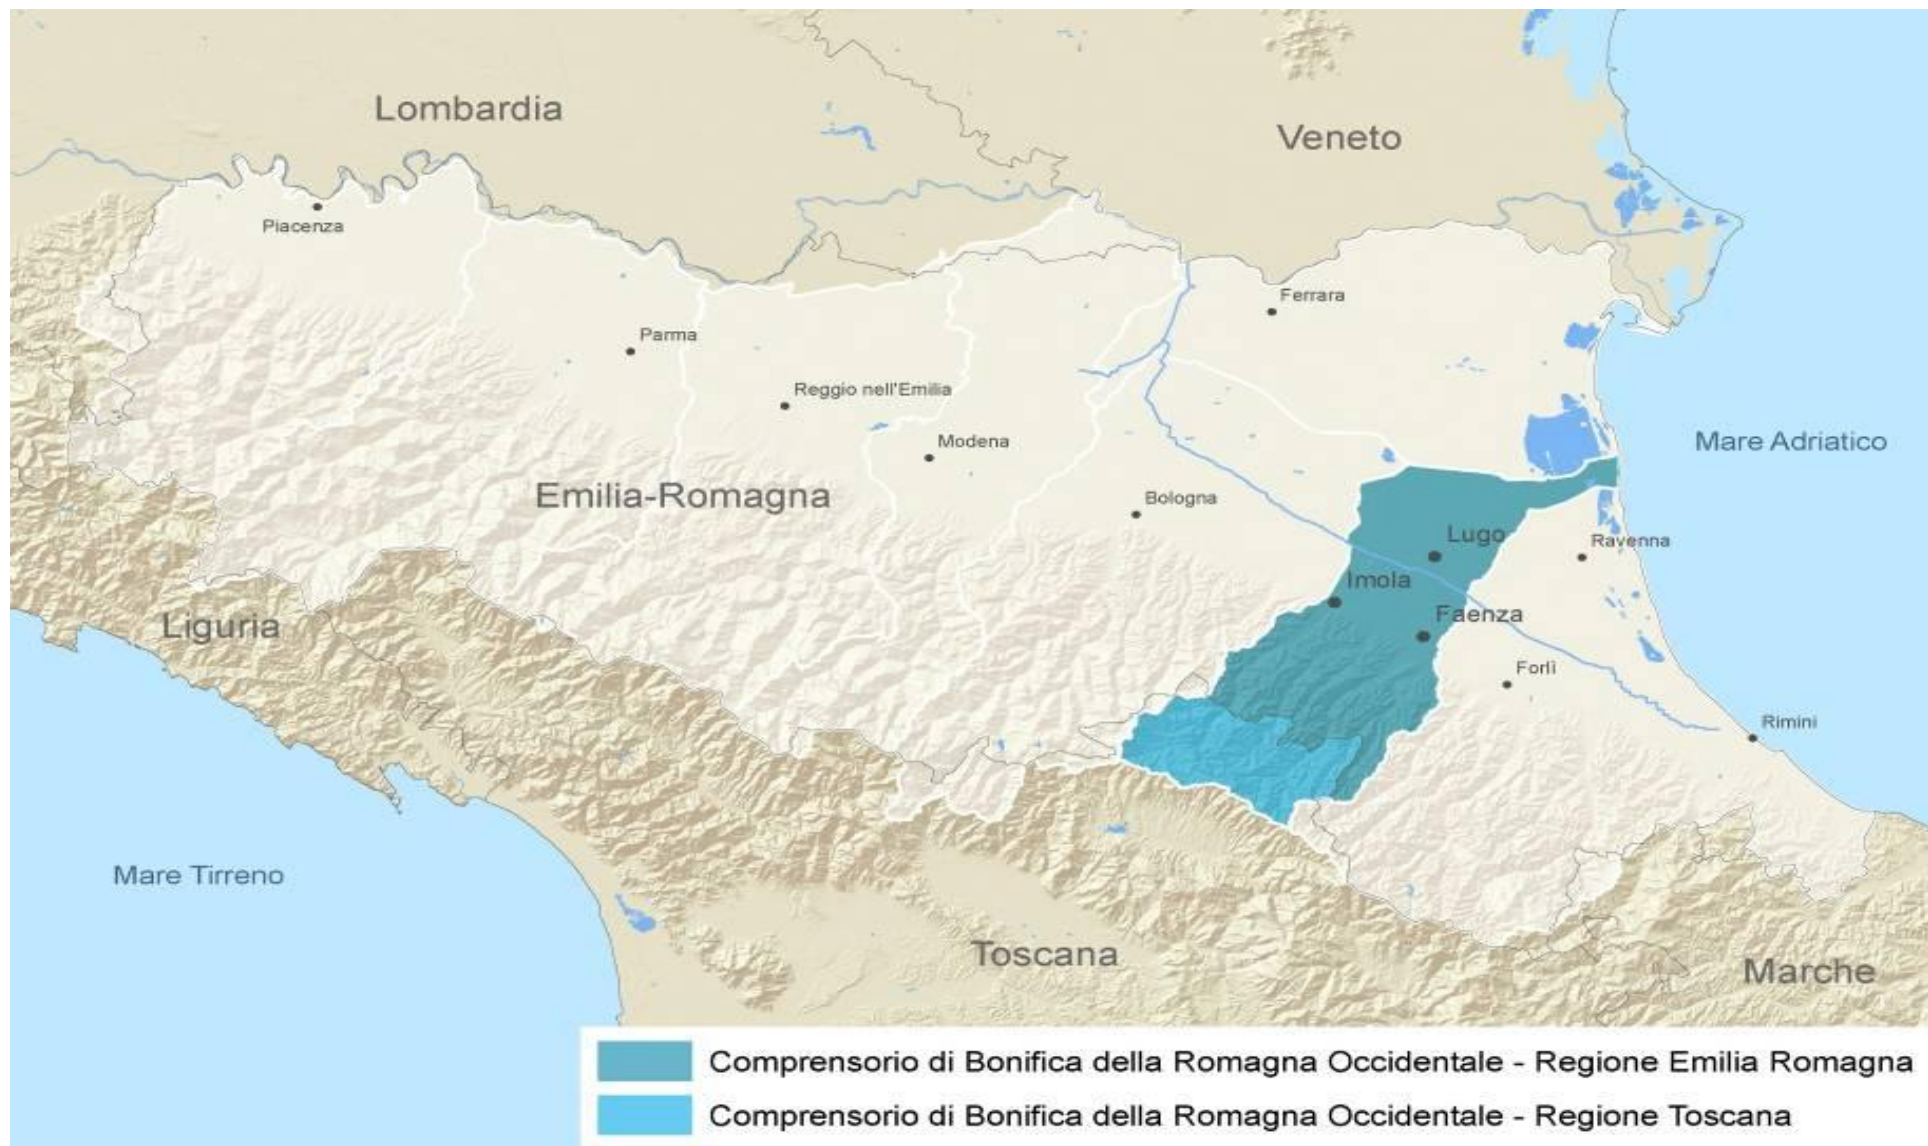 Lombardia
Veneto
Piacenza
Ferrara
Parma
Reggio nell'Emilia
Modena
Mare Adriatico
Emilia-Romagna
Bologna
Lugo
Ravenna
Imola
Faenza
Liguria
Forlì
Rimini
Mare Tirreno
Toscana
Marche
Comprensorio di Bonifica della Romagna Occidentale - Regione Emilia Romagna
Comprensorio di Bonifica della Romagna Occidentale - Regione Toscana